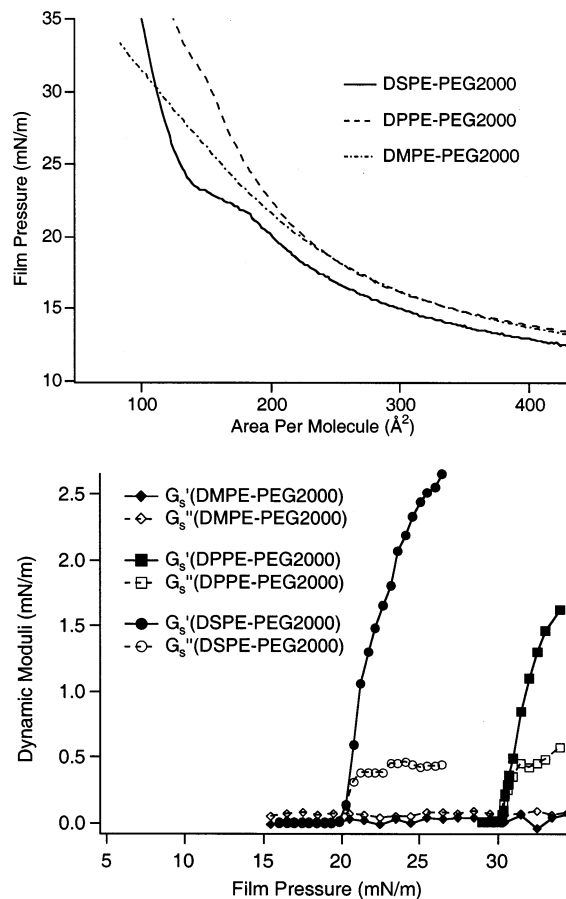 35
30
25
20
15
10
Film Pressure (mN/m)
DSPE-PEG2000
DPPE-PEG2000
DMPE-PEG2000
100
200
300
400
Area Per Molecule (Å²)
2.5
2.0
1.5
1.0
0.5
0.0
Dynamic Moduli (mN/m)
Gₛ'(DMPE-PEG2000)
Gₛ"(DMPE-PEG2000)
Gₛ'(DPPE-PEG2000)
Gₛ"(DPPE-PEG2000)
Gₛ'(DSPE-PEG2000)
Gₛ"(DSPE-PEG2000)
5
10
15
20
25
30
Film Pressure (mN/m)